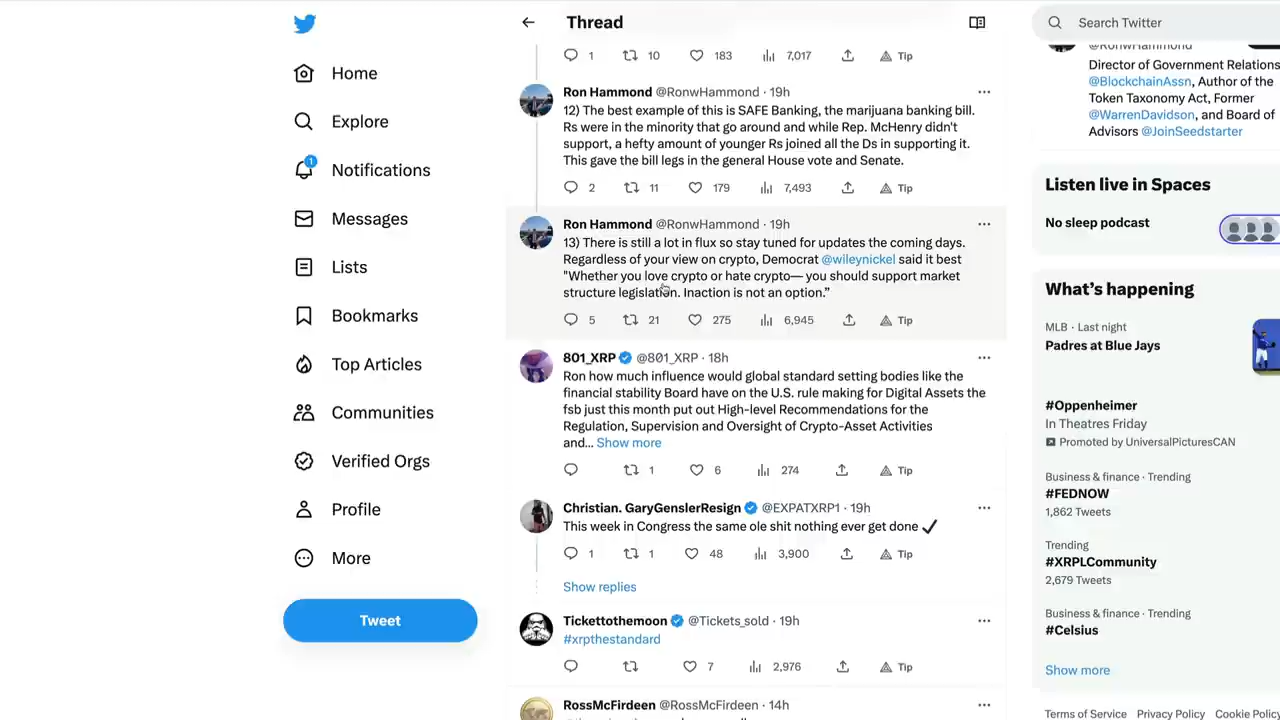 Home
Explore
1
Notifications
Messages
Lists
Bookmarks
Top Articles
Communities
Verified Orgs
Profile
More
Tweet
Thread
1 10 183 7,017 Tip
Ron Hammond @RonwHammond · 19h
12) The best example of this is SAFE Banking, the marijuana banking bill.
Rs were in the minority that go around and while Rep. McHenry didn't
support, a hefty amount of younger Rs joined all the Ds in supporting it.
This gave the bill legs in the general House vote and Senate.
2 11 179 7,493 Tip
Ron Hammond @RonwHammond · 19h
13) There is still a lot in flux so stay tuned for updates the coming days.
Regardless of your view on crypto, Democrat @wileynickel said it best
"Whether you love crypto or hate crypto— you should support market
structure legislation. Inaction is not an option.”
5 21 275 6,945 Tip
801_XRP @801_XRP · 18h
Ron how much influence would global standard setting bodies like the
financial stability Board have on the U.S. rule making for Digital Assets the
fsb just this month put out High-level Recommendations for the
Regulation, Supervision and Oversight of Crypto-Asset Activities
and... Show more
1 6 274 Tip
Christian. GaryGenslerResign @EXPATXRP1 · 19h
This week in Congress the same ole shit nothing ever get done ✓
1 1 48 3,900 Tip
Show replies
Tickettothemoon @Tickets_sold · 19h
#xrpthestandard
7 2,976 Tip
RossMcFirdeen @RossMcFirdeen · 14h
Search Twitter
@RonwHammond
Director of Government Relations
@BlockchainAssn, Author of the
Token Taxonomy Act, Former
@WarrenDavidson, and Board of
Advisors @JoinSeedstarter
Listen live in Spaces
No sleep podcast
What's happening
MLB · Last night
Padres at Blue Jays
#Oppenheimer
In Theatres Friday
Promoted by UniversalPicturesCAN
Business & finance · Trending
#FEDNOW
1,862 Tweets
Trending
#XRPLCommunity
2,679 Tweets
Business & finance · Trending
#Celsius
Show more
Terms of Service Privacy Policy Cookie Policy